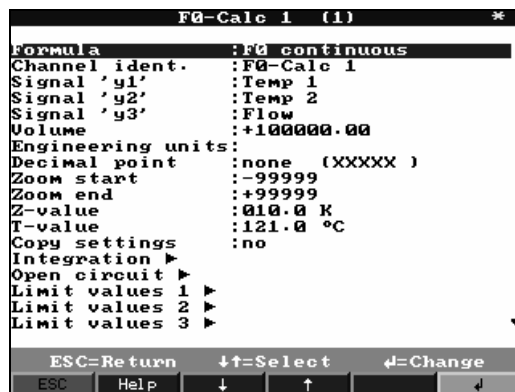 F0-Calc 1 (1) *
Formula :F0 continuous
Channel ident. :F0-Calc 1
Signal 'y1' :Temp 1
Signal 'y2' :Temp 2
Signal 'y3' :Flow
Volume :+100000.00
Engineering units:
Decimal point :none (XXXXX )
Zoom start :-99999
Zoom end :+99999
Z-value :010.0 K
T-value :121.0 °C
Copy settings :no
Integration ►
Open circuit ►
Limit values 1 ►
Limit values 2 ►
Limit values 3 ►
ESC=Return ↓↑=Select ↵=Change
ESC Help ↓ ↑ ↵